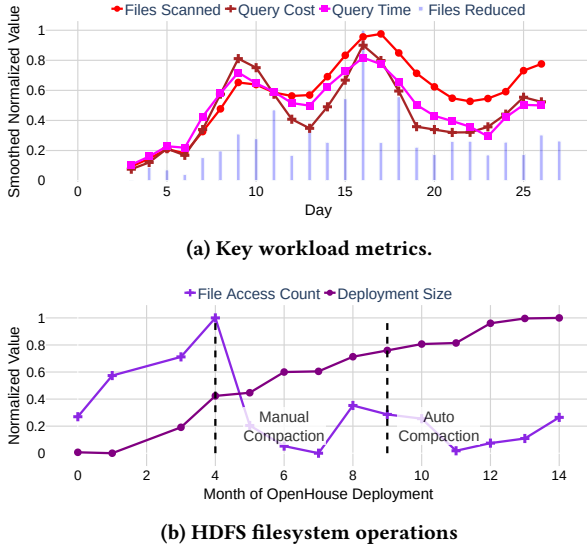 Files Scanned Query Cost Query Time Files Reduced
Smoothed Normalized Value
1
0.8
0.6
0.4
0.2
0
0 5 10 15 20 25
Day
(a) Key workload metrics.
File Access Count Deployment Size
Normalized Value
1
0.8
0.6
0.4
0.2
0
Manual
Compaction
Auto
Compaction
0 2 4 6 8 10 12 14
Month of OpenHouse Deployment
(b) HDFS filesystem operations